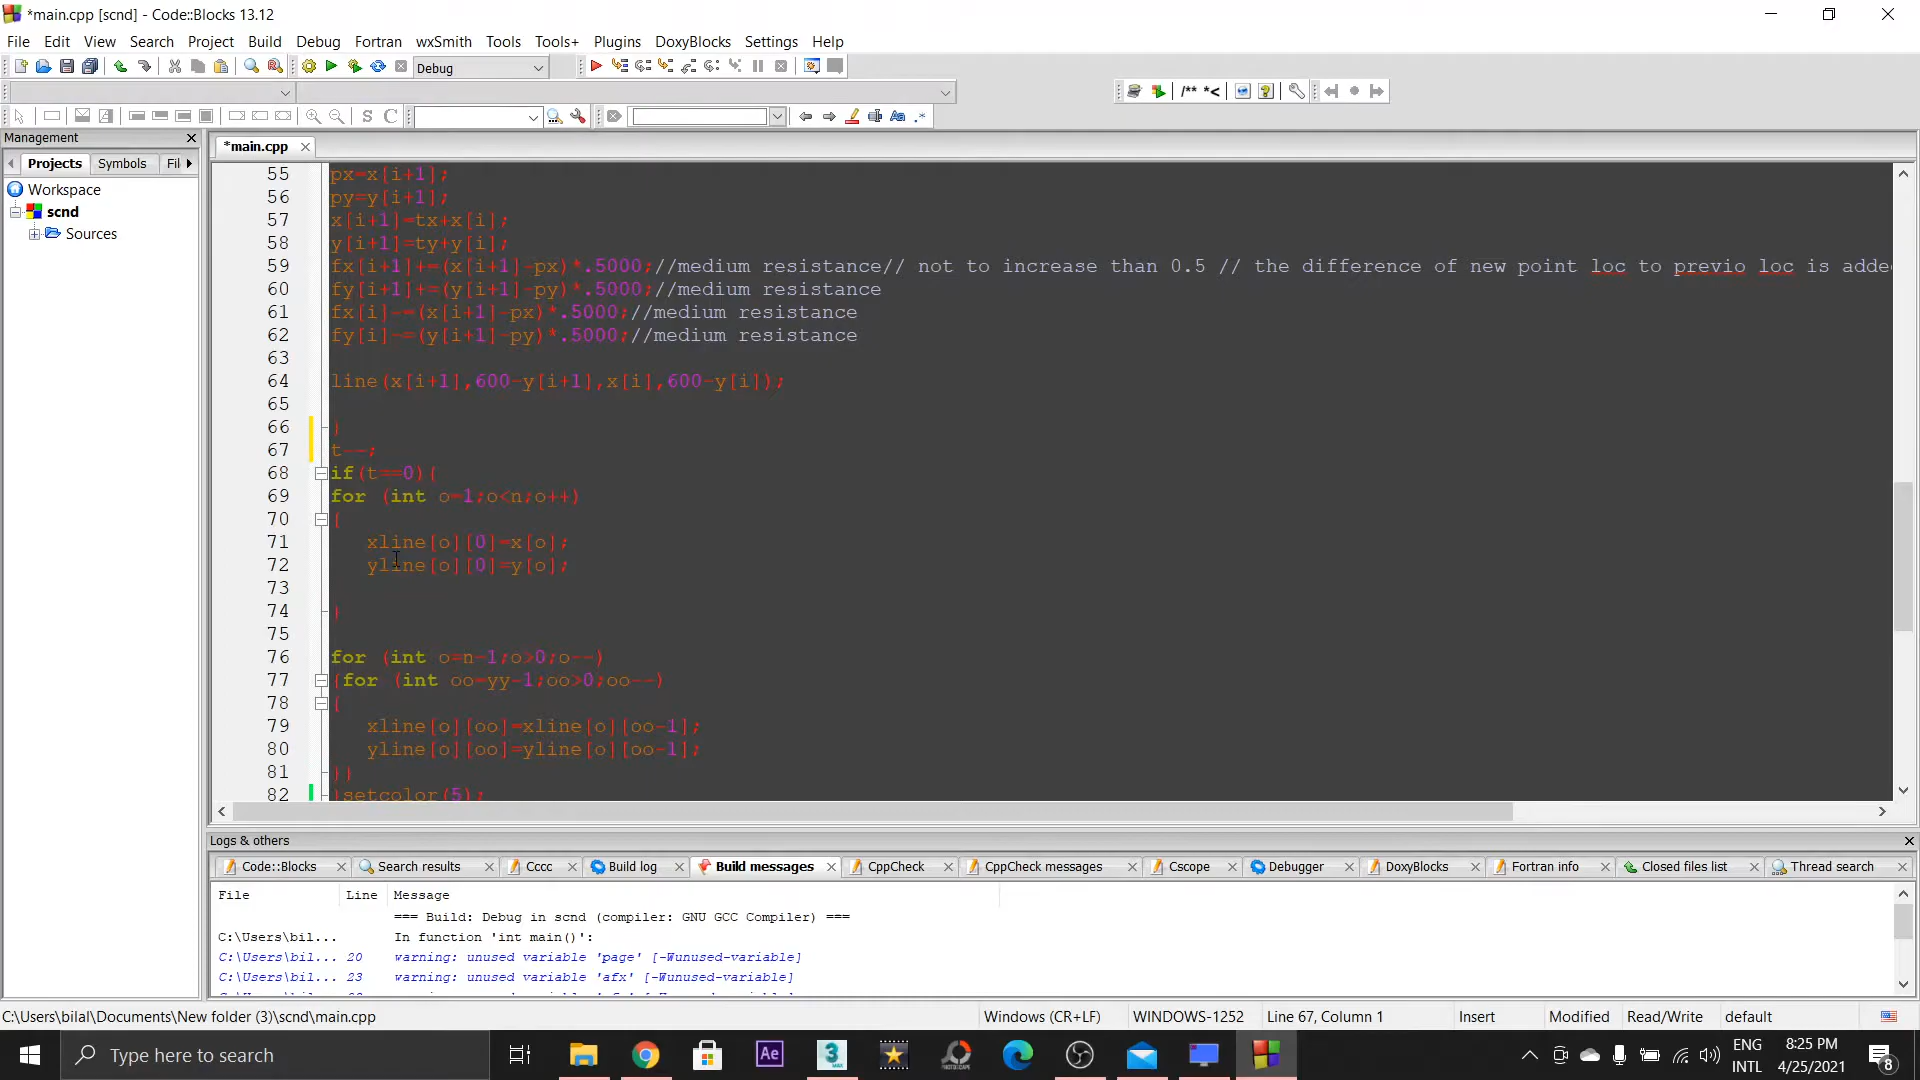 *main.cpp [scnd] - Code::Blocks 13.12
File Edit View Search Project Build Debug Fortran wxSmith Tools Tools+ Plugins DoxyBlocks Settings Help
Debug
/** *<
S C
Aa .*
Management
*main.cpp
Projects Symbols Fil
Workspace
scnd
Sources
55 px=x[i+1];
56 py=y[i+1];
57 x[i+1]=tx+x[i];
58 y[i+1]=ty+y[i];
59 fx[i+1]+=(x[i+1]-px)*.5000;//medium resistance// not to increase than 0.5 // the difference of new point loc to previo loc is added
60 fy[i+1]+=(y[i+1]-py)*.5000;//medium resistance
61 fx[i]-=(x[i+1]-px)*.5000;//medium resistance
62 fy[i]-=(y[i+1]-py)*.5000;//medium resistance
63
64 line(x[i+1],600-y[i+1],x[i],600-y[i]);
65
66 }
67 t--;
68 if(t==0){
69 for (int o=1;o<n;o++)
70 {
71 xline[o][0]=x[o];
72 yline[o][0]=y[o];
73
74 }
75
76 for (int o=n-1;o>0;o--)
77 {for (int oo=yy-1;oo>0;oo--)
78 {
79 xline[o][oo]=xline[o][oo-1];
80 yline[o][oo]=yline[o][oo-1];
81 }}
82 }setcolor(5);
Logs & others
Code::Blocks Search results Cccc Build log Build messages CppCheck CppCheck messages Cscope Debugger DoxyBlocks Fortran info Closed files list Thread search
File Line Message
=== Build: Debug in scnd (compiler: GNU GCC Compiler) ===
C:\Users\bil... In function 'int main()':
C:\Users\bil... 20 warning: unused variable 'page' [-Wunused-variable]
C:\Users\bil... 23 warning: unused variable 'afx' [-Wunused-variable]
C:\Users\bilal\Documents\New folder (3)\scnd\main.cpp Windows (CR+LF) WINDOWS-1252 Line 67, Column 1 Insert Modified Read/Write default
Type here to search
Ae
3
ENG
INTL
8:25 PM
4/25/2021
8